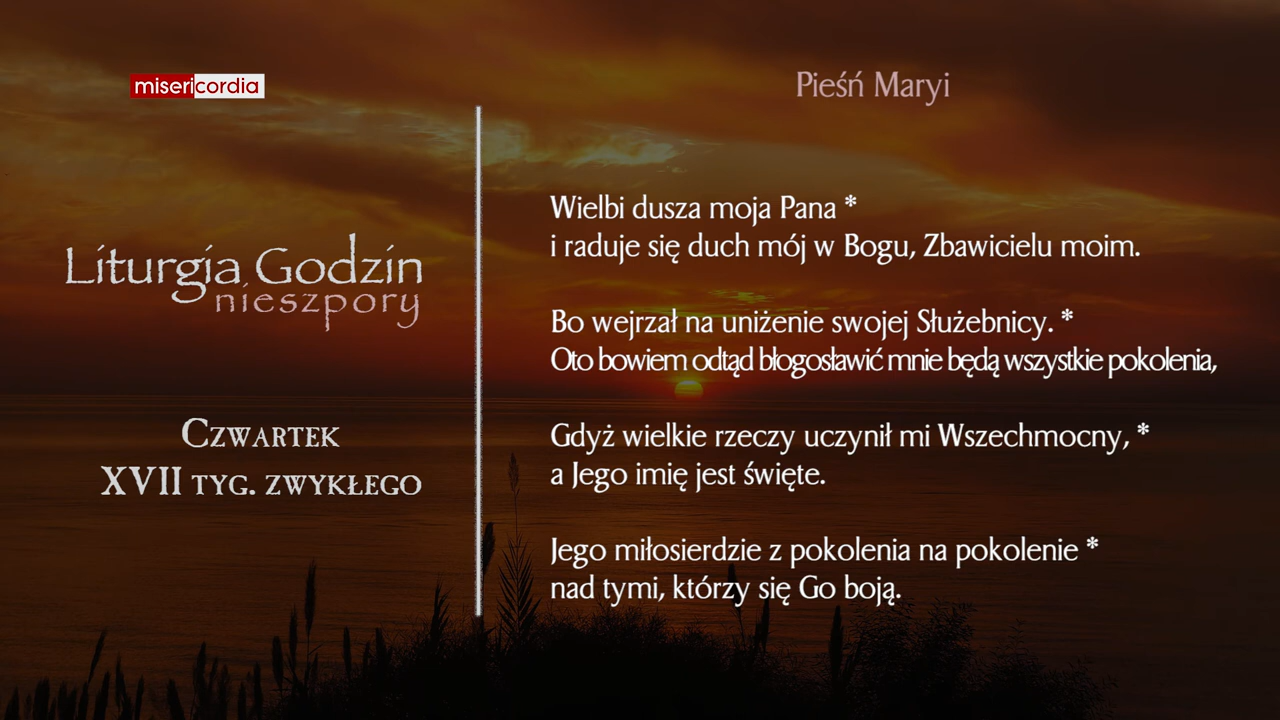 misericordia
Liturgia Godzin
nieszpory
Czwartek
XVII tyg. zwykłego
Pieśń Maryi
Wielbi dusza moja Pana *
i raduje się duch mój w Bogu, Zbawicielu moim.
Bo wejrzał na uniżenie swojej Służebnicy. *
Oto bowiem odtąd błogosławić mnie będą wszystkie pokolenia,
Gdyż wielkie rzeczy uczynił mi Wszechmocny, *
a Jego imię jest święte.
Jego miłosierdzie z pokolenia na pokolenie *
nad tymi, którzy się Go boją.